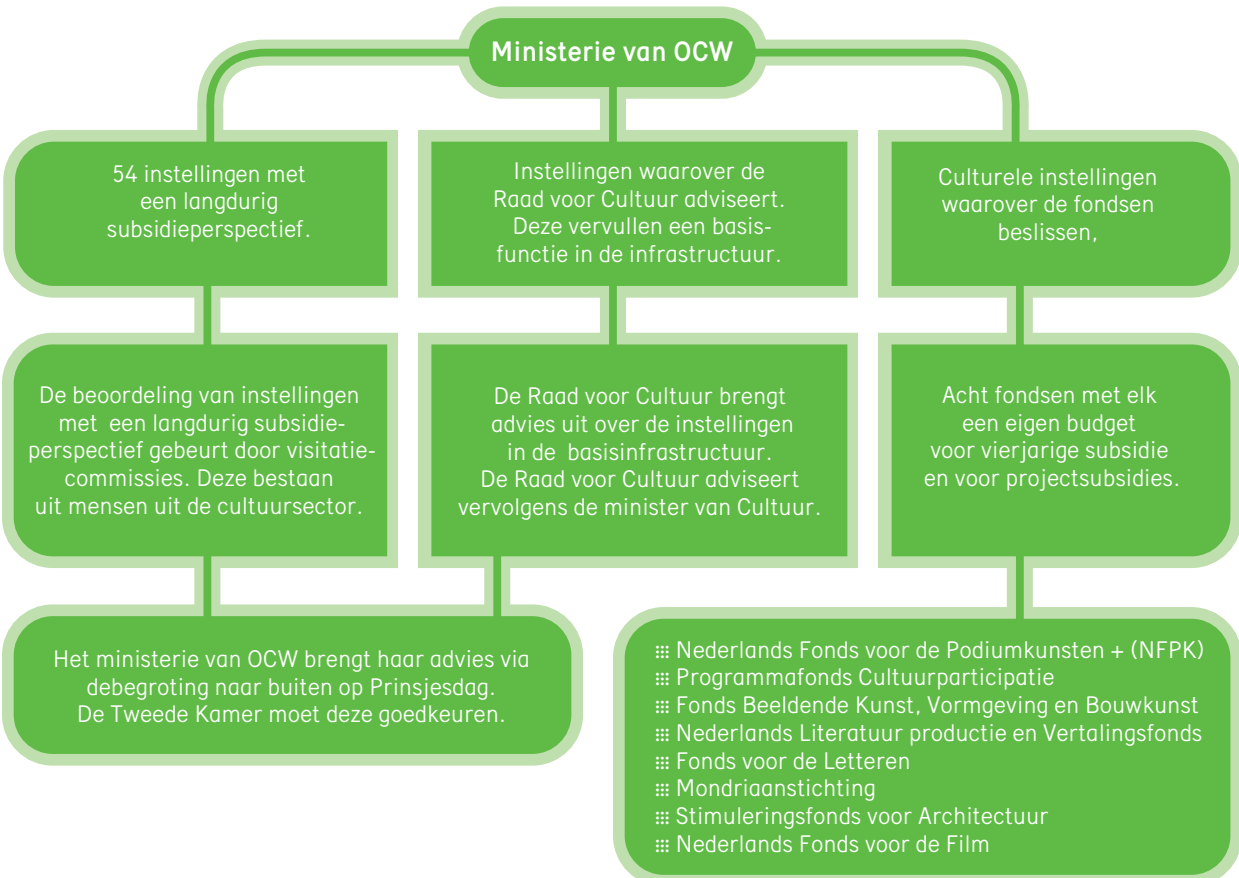 Ministerie van OCW
54 instellingen met
een langdurig
subsidieperspectief.
Instellingen waarover de
Raad voor Cultuur adviseert.
Deze vervullen een basis-
functie in de infrastructuur.
Culturele instellingen
waarover de fondsen
beslissen,
De beoordeling van instellingen
met een langdurig subsidie-
perspectief gebeurt door visitatie-
commissies. Deze bestaan
uit mensen uit de cultuursector.
De Raad voor Cultuur brengt
advies uit over de instellingen
in de basisinfrastructuur.
De Raad voor Cultuur adviseert
vervolgens de minister van Cultuur.
Acht fondsen met elk
een eigen budget
voor vierjarige subsidie
en voor projectsubsidies.
Het ministerie van OCW brengt haar advies via
debegroting naar buiten op Prinsjesdag.
De Tweede Kamer moet deze goedkeuren.
Nederlands Fonds voor de Podiumkunsten + (NFPK)
Programmafonds Cultuurparticipatie
Fonds Beeldende Kunst, Vormgeving en Bouwkunst
Nederlands Literatuur productie en Vertalingsfonds
Fonds voor de Letteren
Mondriaanstichting
Stimuleringsfonds voor Architectuur
Nederlands Fonds voor de Film